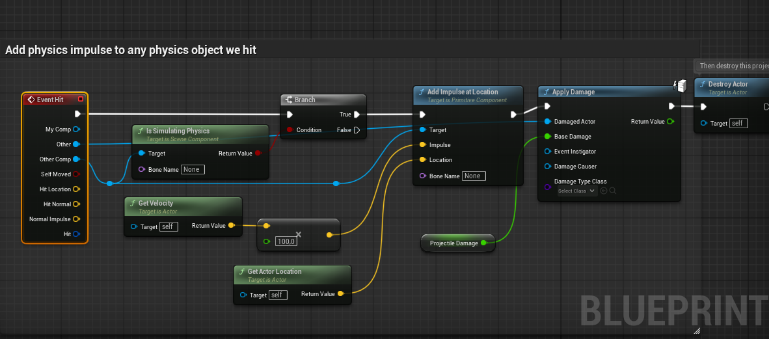 Add physics impulse to any physics object we hit
Then destroy this proje
Event Hit
My Comp
Other
Other Comp
Self Moved
Hit Location
Hit Normal
Normal Impulse
Hit
Is Simulating Physics
Target is Scene Component
Target
Return Value
Bone Name
None
Branch
True
Condition
False
Get Velocity
Target is Actor
Target
self
Return Value
100,0
×
Get Actor Location
Target is Actor
Target
self
Return Value
Add Impulse at Location
Target is Primitive Component
Target
Impulse
Location
Bone Name
None
Projectile Damage
Apply Damage
Damaged Actor
Return Value
Base Damage
Event Instigator
Damage Causer
Damage Type Class
Select Class
Destroy Actor
Target is Actor
Target
self
BLUEPRINT